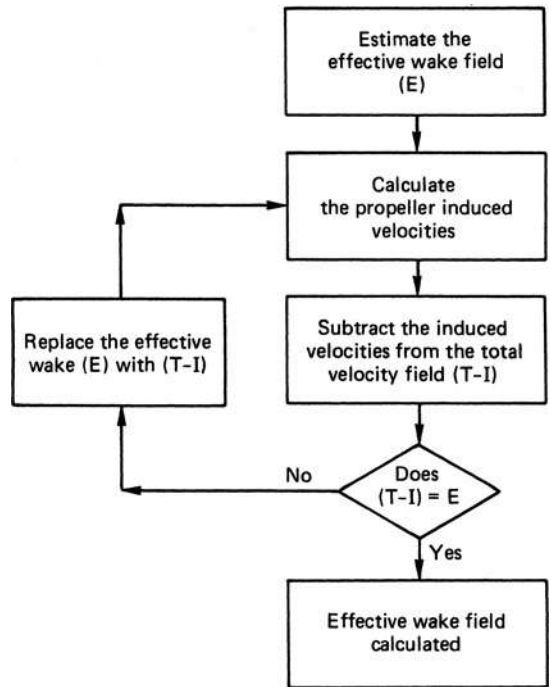 Estimate the
effective wake field
(E)
Calculate
the propeller induced
velocities
Replace the effective
wake (E) with (T-I)
Subtract the induced
velocities from the total
velocity field (T-I)
No
Does
(T-I) = E
Yes
Effective wake field
calculated